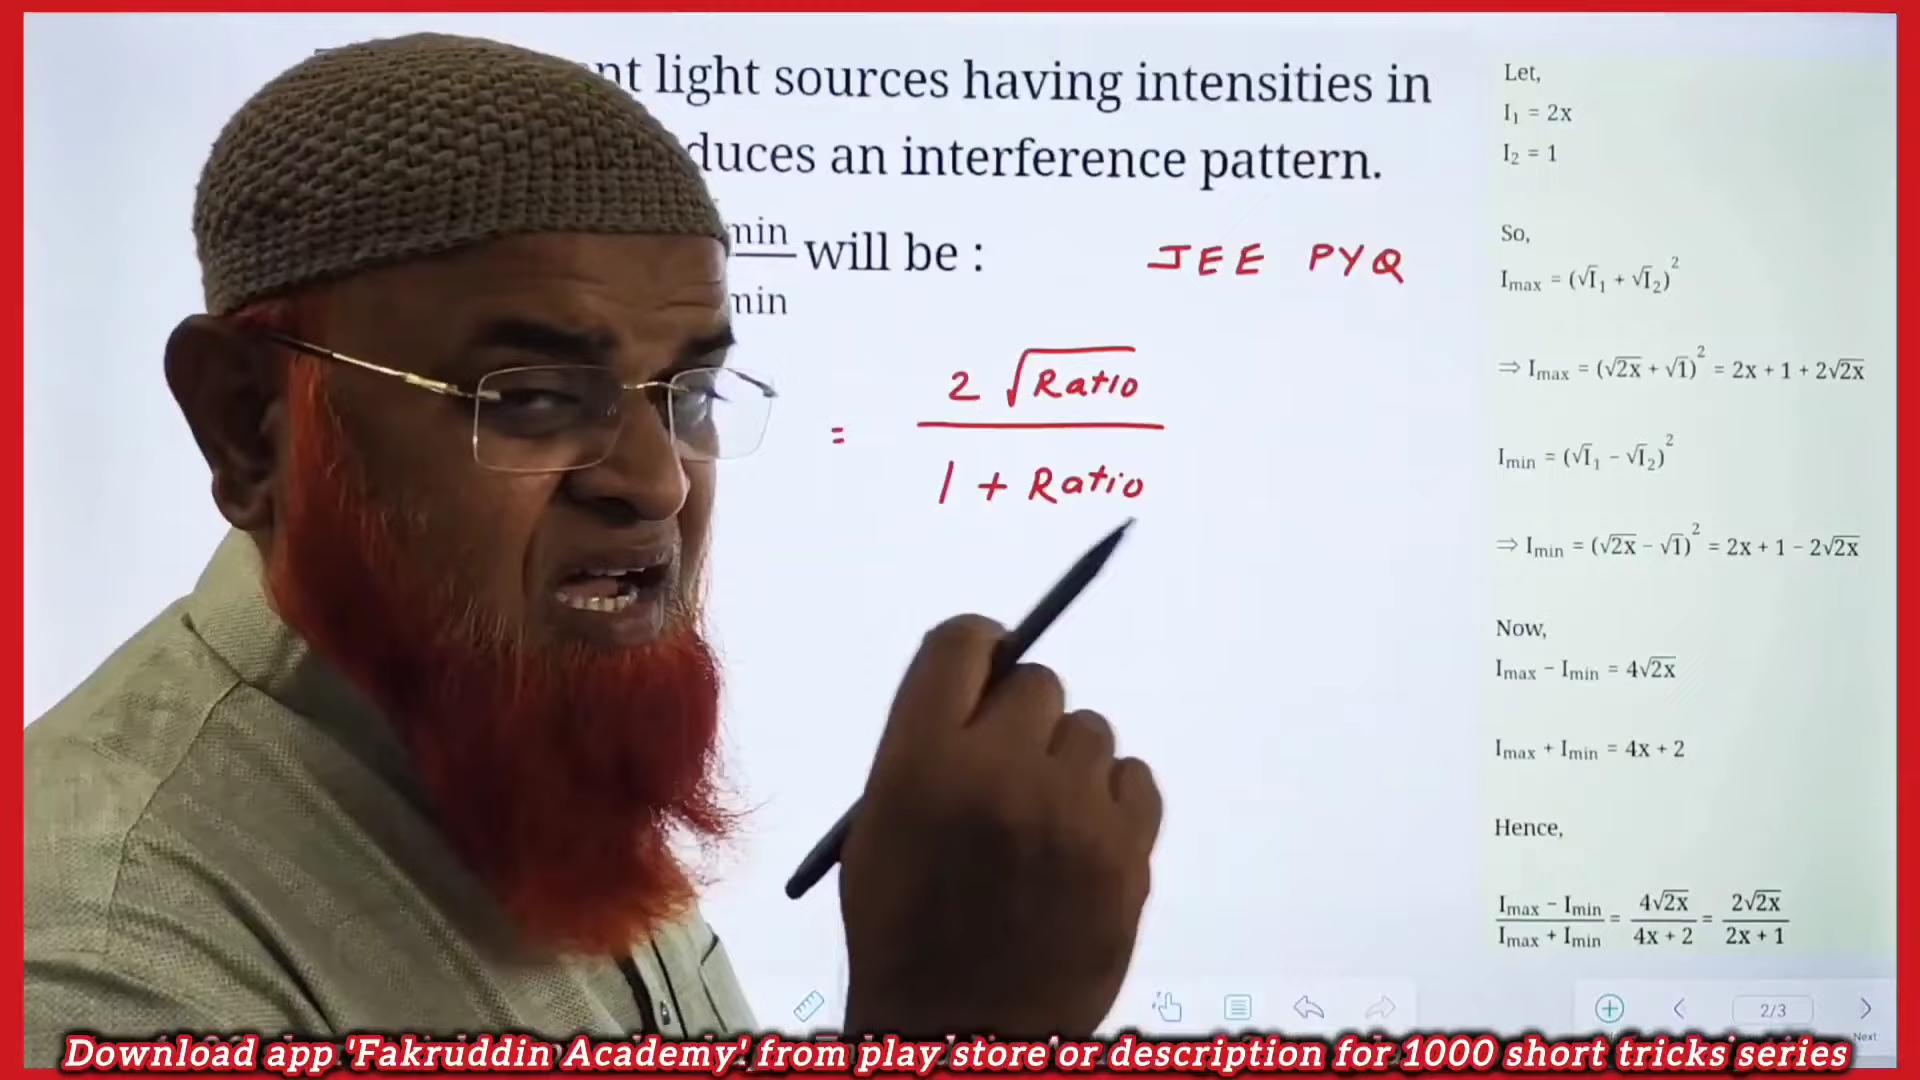 nt light sources having intensities in
duces an interference pattern.
min
will be :
min
JEE PYQ
= 2 √Ratio
1 + Ratio
Let,
I₁ = 2x
I₂ = 1
So,
Imax = (√I₁ + √I₂)²
⇒ Imax = (√2x + √1)² = 2x + 1 + 2√2x
Imin = (√I₁ − √I₂)²
⇒ Imin = (√2x − √1)² = 2x + 1 − 2√2x
Now,
Imax − Imin = 4√2x
Imax + Imin = 4x + 2
Hence,
Imax − Imin / Imax + Imin = 4√2x / 4x + 2 = 2√2x / 2x + 1
2/3
Next
Download app 'Fakruddin Academy' from play store or description for 1000 short tricks series